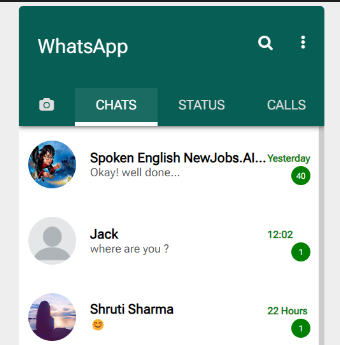 WhatsApp
CHATS STATUS CALLS
Spoken English NewJobs.AI... Yesterday
Okay! well done... 40
Jack 12:02
where are you ? 1
Shruti Sharma 22 Hours
😊 1